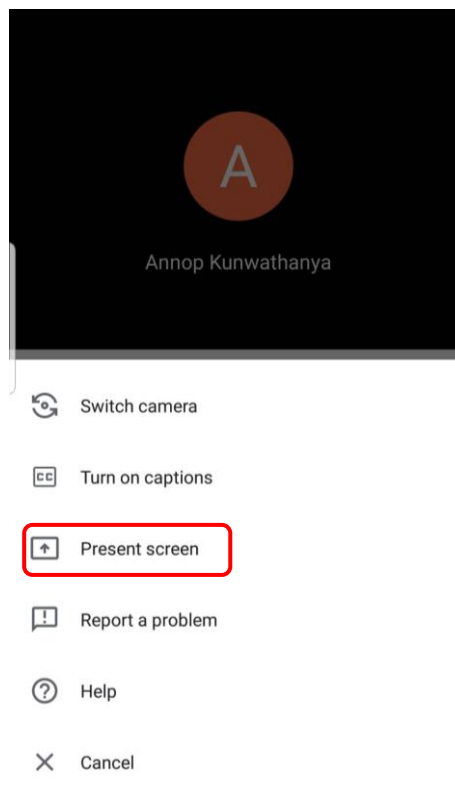 A
Annop Kunwathanya
Switch camera
CC
Turn on captions
Present screen
Report a problem
Help
Cancel